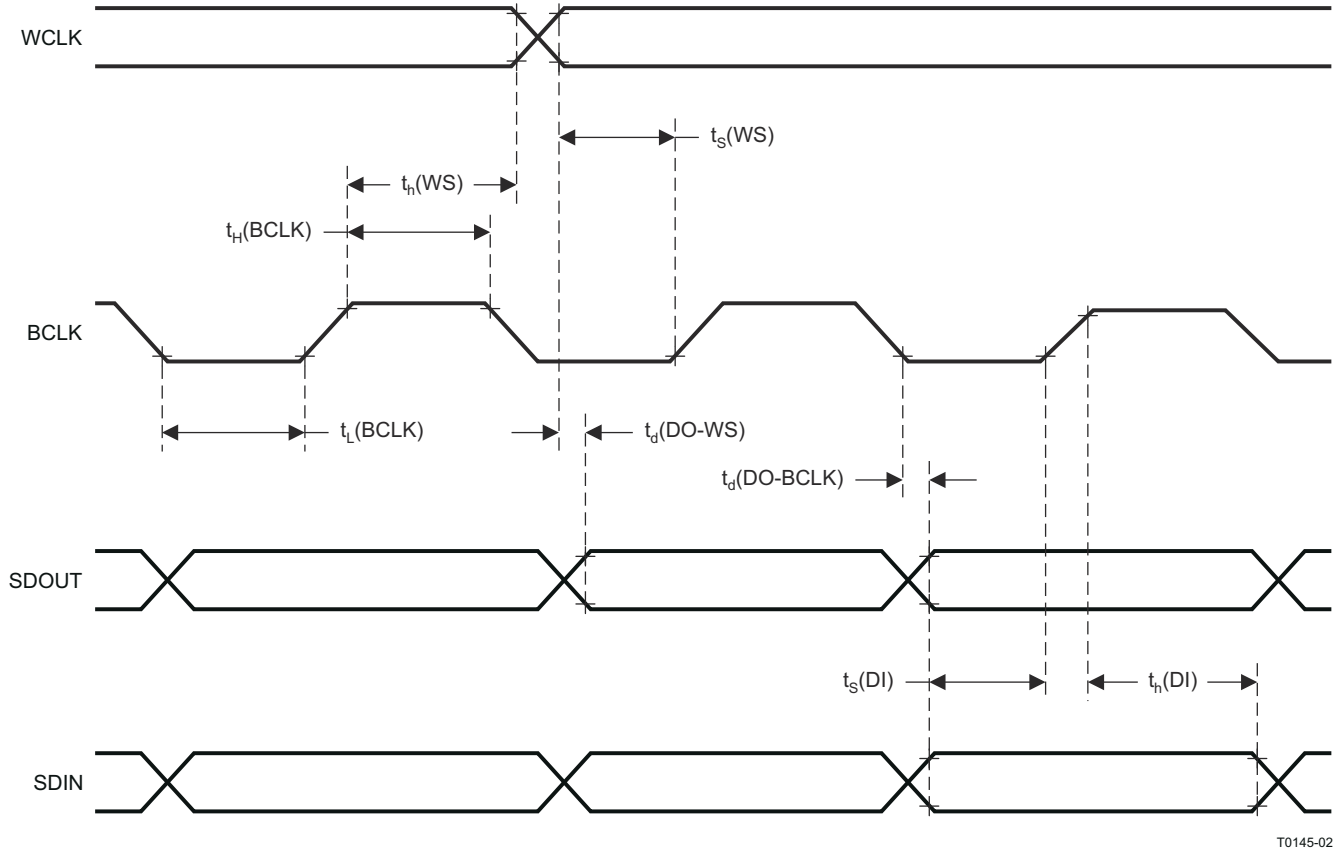 WCLK
tS(WS)
th(WS)
tH(BCLK)
BCLK
tL(BCLK)
td(DO-WS)
td(DO-BCLK)
SDOUT
tS(DI)
th(DI)
SDIN
T0145-02